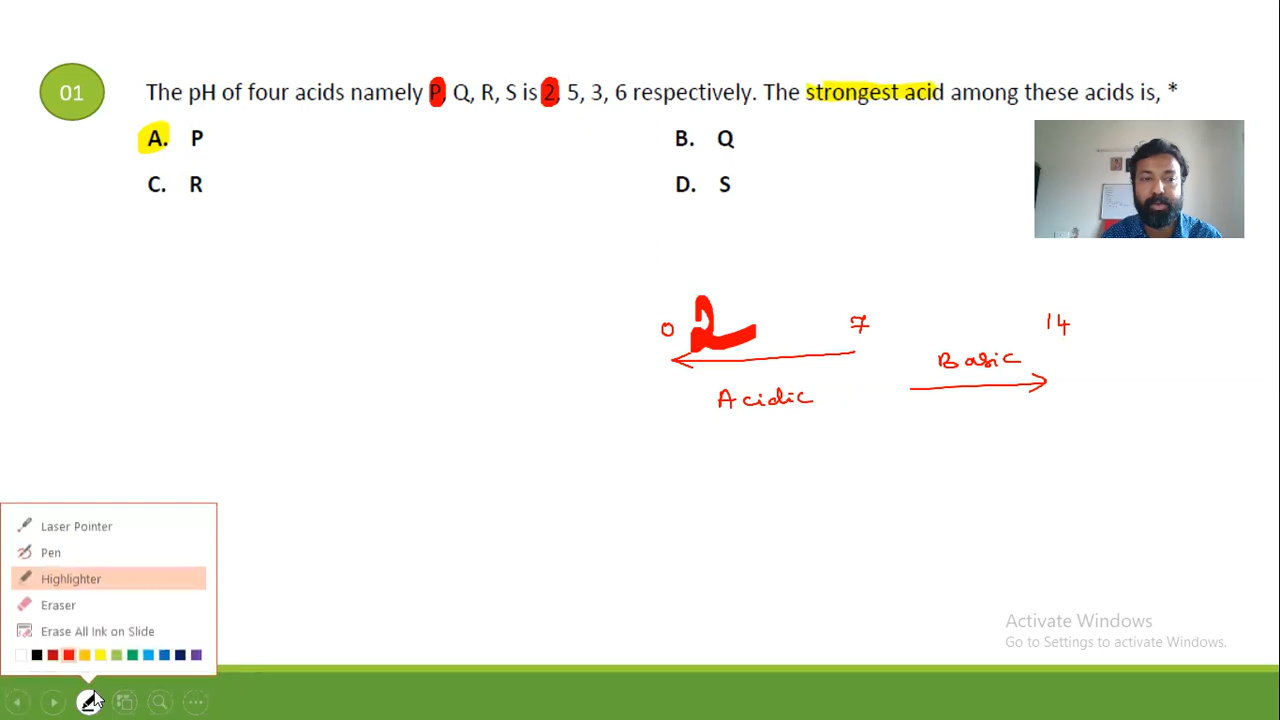 01
The pH of four acids namely P, Q, R, S is 2, 5, 3, 6 respectively. The strongest acid among these acids is, *
A. P
B. Q
C. R
D. S
0 2 7 14
Basic
Acidic
Laser Pointer
Pen
Highlighter
Eraser
Erase All Ink on Slide
Activate Windows
Go to Settings to activate Windows.